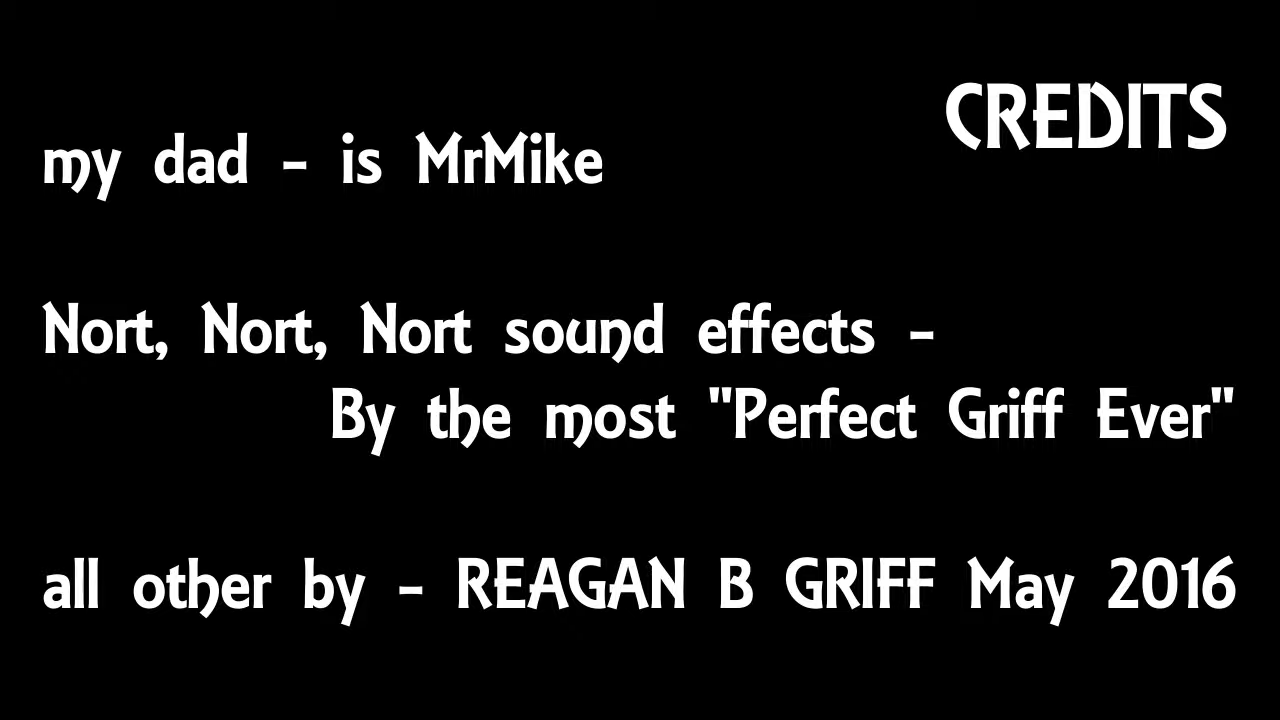 CREDITS
my dad - is MrMike
Nort, Nort, Nort sound effects -
By the most "Perfect Griff Ever"
all other by - REAGAN B GRIFF May 2016